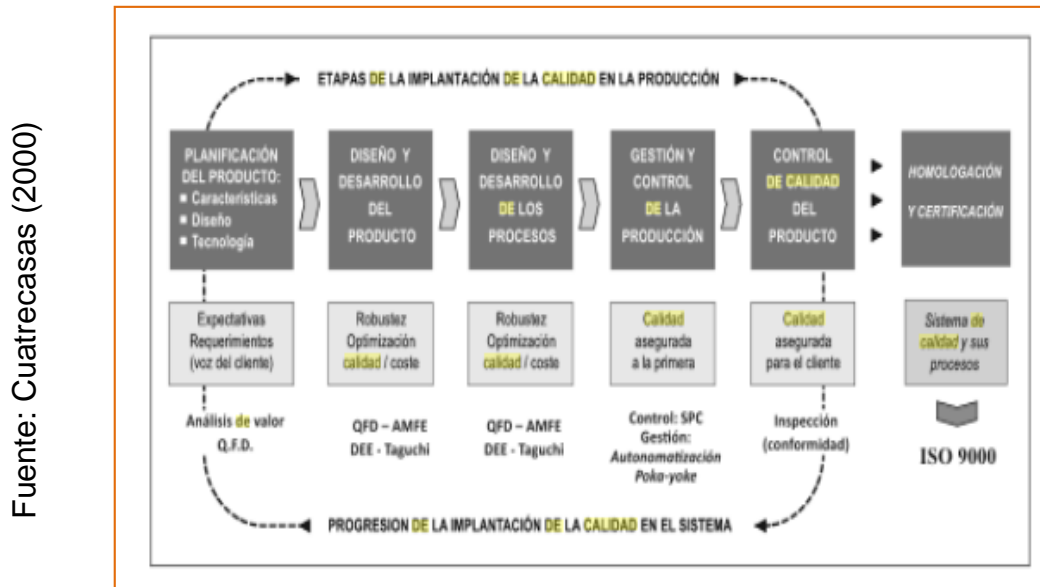 Fuente: Cuatrecasas (2000)
ETAPAS DE LA IMPLANTACIÓN DE LA CALIDAD EN LA PRODUCCIÓN
PLANIFICACIÓN
DEL PRODUCTO:
■ Características
■ Diseño
■ Tecnología
DISEÑO Y
DESARROLLO
DEL
PRODUCTO
DISEÑO Y
DESARROLLO
DE LOS
PROCESOS
GESTIÓN Y
CONTROL
DE LA
PRODUCCIÓN
CONTROL
DE CALIDAD
DEL
PRODUCTO
HOMOLOGACIÓN
Y CERTIFICACIÓN
Expectativas
Requerimientos
(voz del cliente)
Robustez
Optimización
calidad / coste
Robustez
Optimización
calidad / coste
Calidad
asegurada
a la primera
Calidad
asegurada
para el cliente
Sistema de
calidad y sus
procesos
Análisis de valor
Q.F.D.
QFD – AMFE
DEE - Taguchi
QFD – AMFE
DEE - Taguchi
Control: SPC
Gestión:
Autonomatización
Poka-yoke
Inspección
(conformidad)
ISO 9000
PROGRESION DE LA IMPLANTACIÓN DE LA CALIDAD EN EL SISTEMA